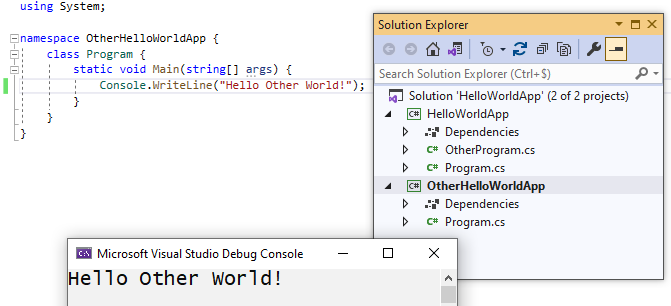 using System;
namespace OtherHelloWorldApp {
class Program {
static void Main(string[] args) {
Console.WriteLine("Hello Other World!");
}
}
}
Solution Explorer
Search Solution Explorer (Ctrl+$)
Solution 'HelloWorldApp' (2 of 2 projects)
C# HelloWorldApp
Dependencies
C# OtherProgram.cs
C# Program.cs
C# OtherHelloWorldApp
Dependencies
C# Program.cs
C:\ Microsoft Visual Studio Debug Console
Hello Other World!